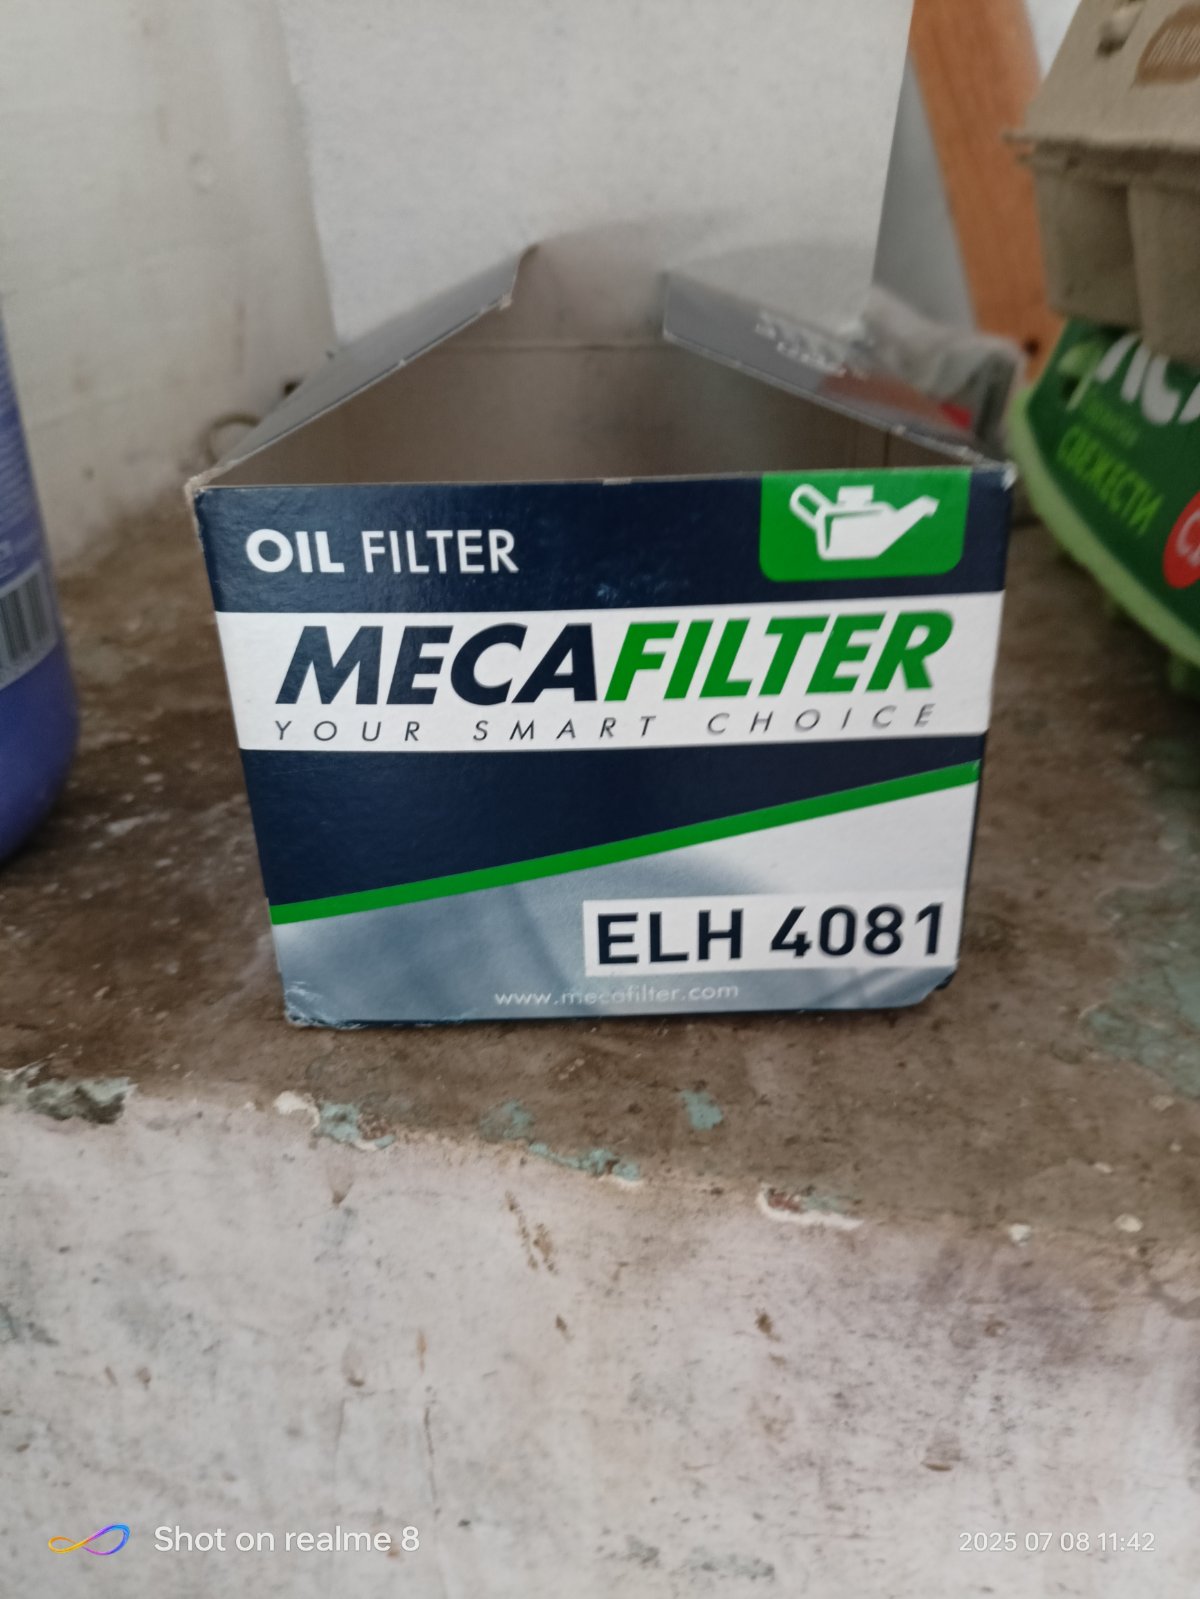 OIL FILTER
MECAFILTER
YOUR SMART CHOICE
ELH 4081
www.mecafilter.com
СВЕЖЕСТИ
Shot on realme 8
2025 07 08 11:42